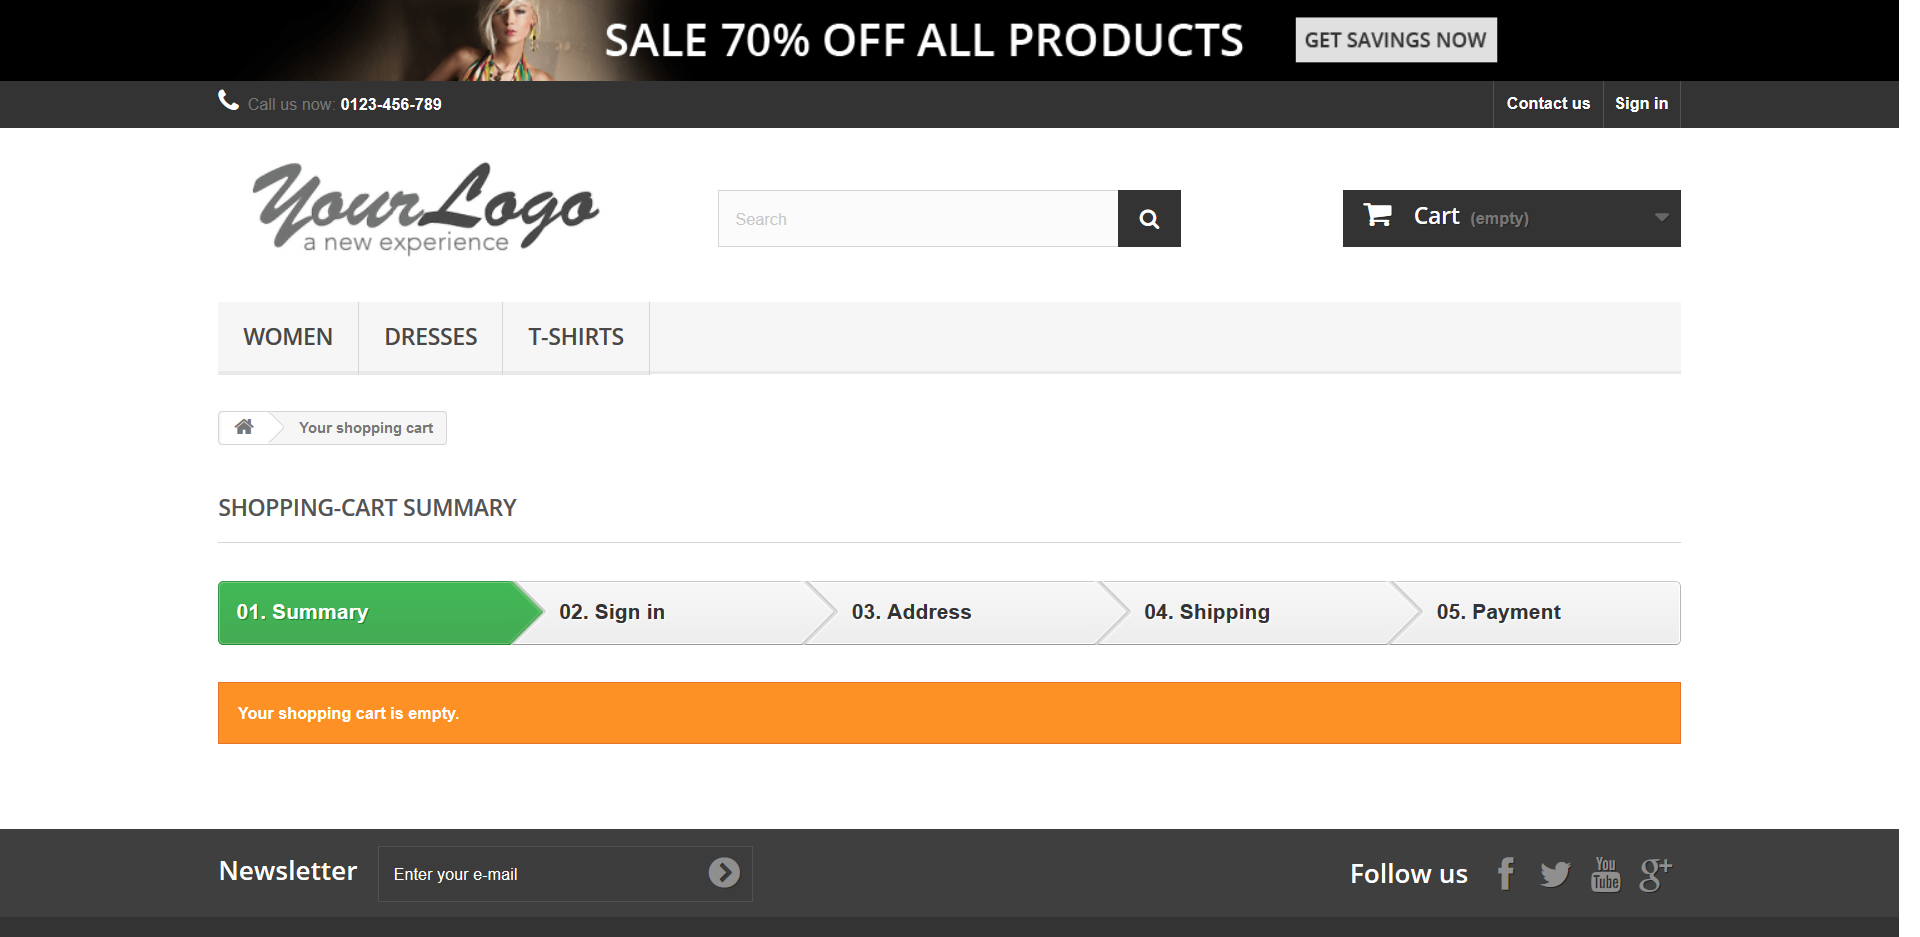 SALE 70% OFF ALL PRODUCTS GET SAVINGS NOW
Call us now: 0123-456-789 Contact us Sign in
Your Logo
a new experience
Search
Cart (empty)
WOMEN DRESSES T-SHIRTS
Your shopping cart
SHOPPING-CART SUMMARY
01. Summary 02. Sign in 03. Address 04. Shipping 05. Payment
Your shopping cart is empty.
Newsletter Enter your e-mail Follow us f You Tube g+